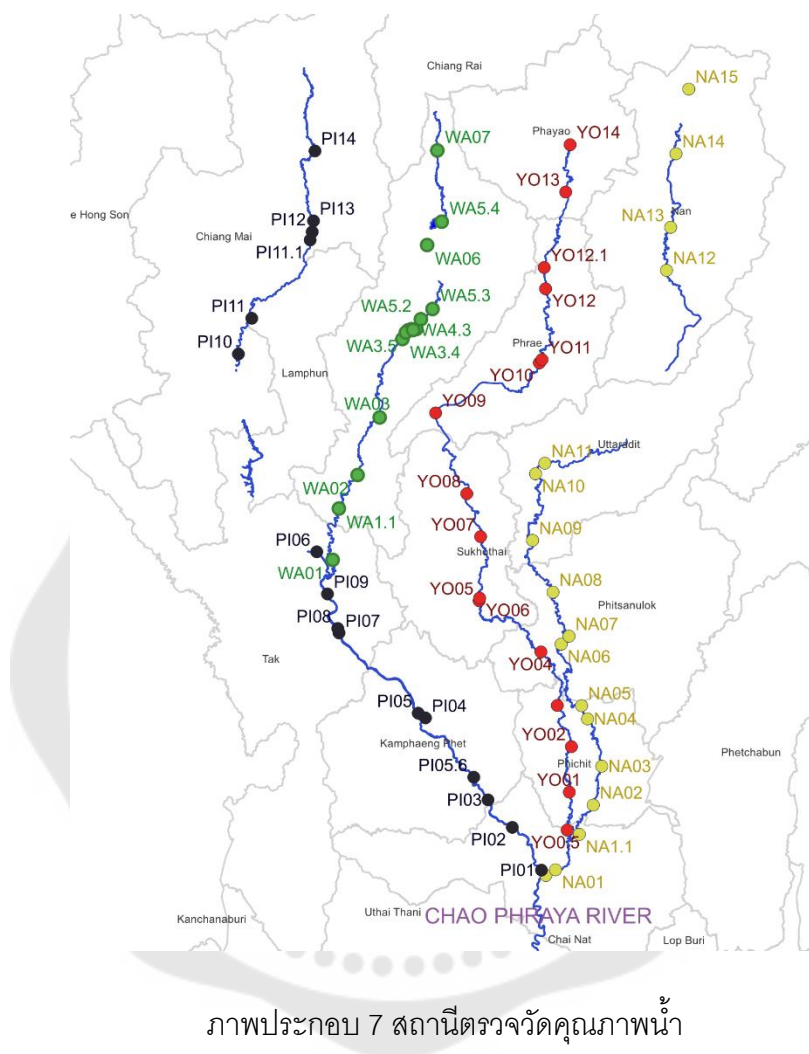 Chiang Rai
NA15
PI14
WA07
Phayao
YO14
NA14
YO13
e Hong Son
PI13
PI12
Chiang Mai
PI11.1
WA5.4
NA13
Nan
WA06
YO12.1
NA12
PI11
WA5.2
WA5.3
YO12
WA4.3
PI10
WA3.5
WA3.4
Phrae
YO11
YO10
Lamphun
WA03
YO09
NA11
Uttaradit
NA10
WA02
YO08
WA1.1
YO07
NA09
PI06
Sukhothai
WA01
PI09
YO05
YO06
NA08
Phitsanulok
PI08
PI07
NA07
NA06
Tak
YO04
PI05
PI04
NA05
NA04
Kamphaeng Phet
YO02
Phetchabun
Phichit
NA03
PI05.6
YO01
PI03
NA02
PI02
YO0.5
NA1.1
PI01
NA01
Kanchanaburi
Uthai Thani
CHAO PHRAYA RIVER
Chai Nat
Lop Buri
ภาพประกอบ 7 สถานีตรวจวัดคุณภาพน้ำ